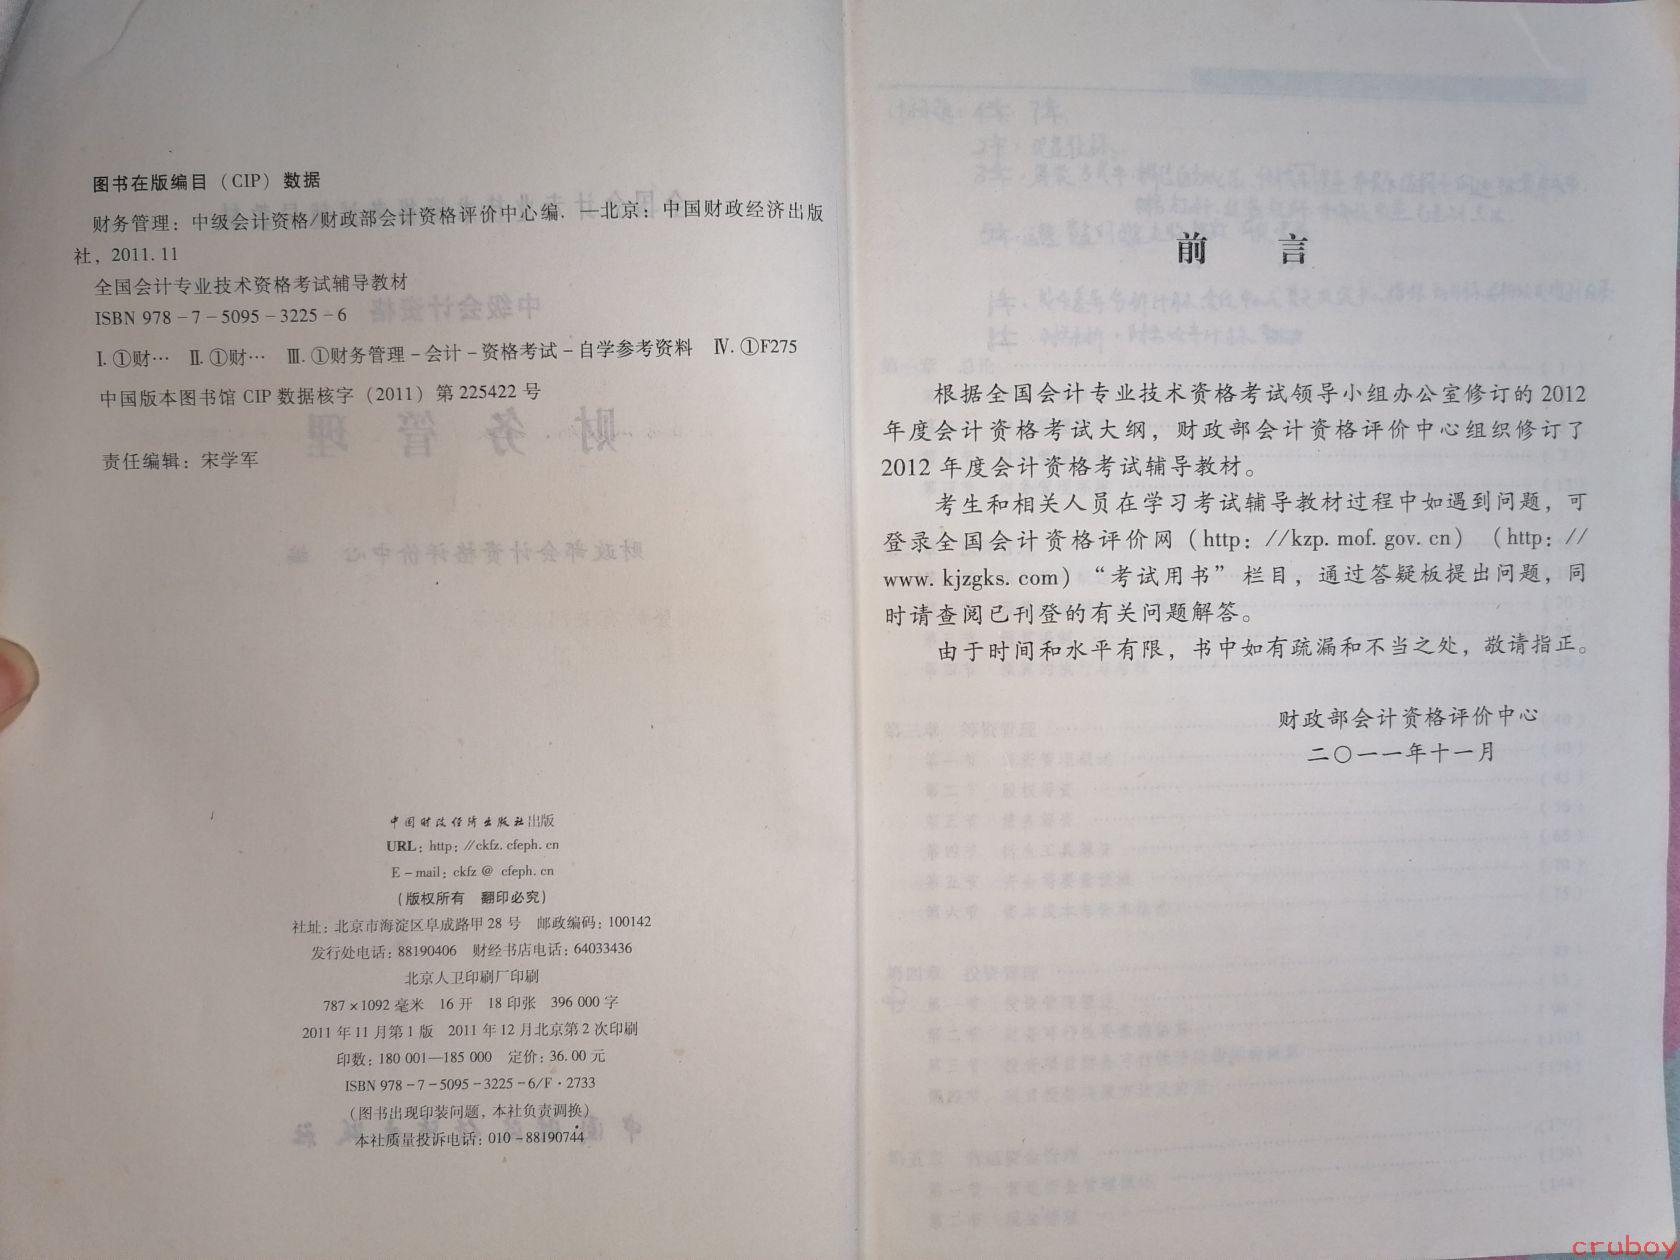 图书在版编目（CIP）数据
财务管理：中级会计资格/财政部会计资格评价中心编．—北京：中国财政经济出版
社，2011.11
全国会计专业技术资格考试辅导教材
ISBN 978－7－5095－3225－6
Ⅰ.①财… Ⅱ.①财… Ⅲ.①财务管理－会计－资格考试－自学参考资料 Ⅳ.①F275
中国版本图书馆 CIP 数据核字（2011）第 225422 号
责任编辑：宋学军
中国财政经济出版社出版
URL：http：//ckfz.cfeph.cn
E－mail：ckfz＠cfeph.cn
（版权所有 翻印必究）
社址：北京市海淀区阜成路甲 28 号 邮政编码：100142
发行处电话：88190406 财经书店电话：64033436
北京人卫印刷厂印刷
787×1092 毫米 16 开 18 印张 396 000 字
2011 年 11 月第 1 版 2011 年 12 月北京第 2 次印刷
印数：180 001—185 000 定价：36.00 元
ISBN 978－7－5095－3225－6/F·2733
（图书出现印装问题，本社负责调换）
本社质量投诉电话：010－88190744
前 言
根据全国会计专业技术资格考试领导小组办公室修订的 2012
年度会计资格考试大纲，财政部会计资格评价中心组织修订了
2012 年度会计资格考试辅导教材。
考生和相关人员在学习考试辅导教材过程中如遇到问题，可
登录全国会计资格评价网（http：//kzp.mof.gov.cn）（http：//
www.kjzgks.com）“考试用书”栏目，通过答疑板提出问题，同
时请查阅已刊登的有关问题解答。
由于时间和水平有限，书中如有疏漏和不当之处，敬请指正。
财政部会计资格评价中心
二〇一一年十一月
cruboy